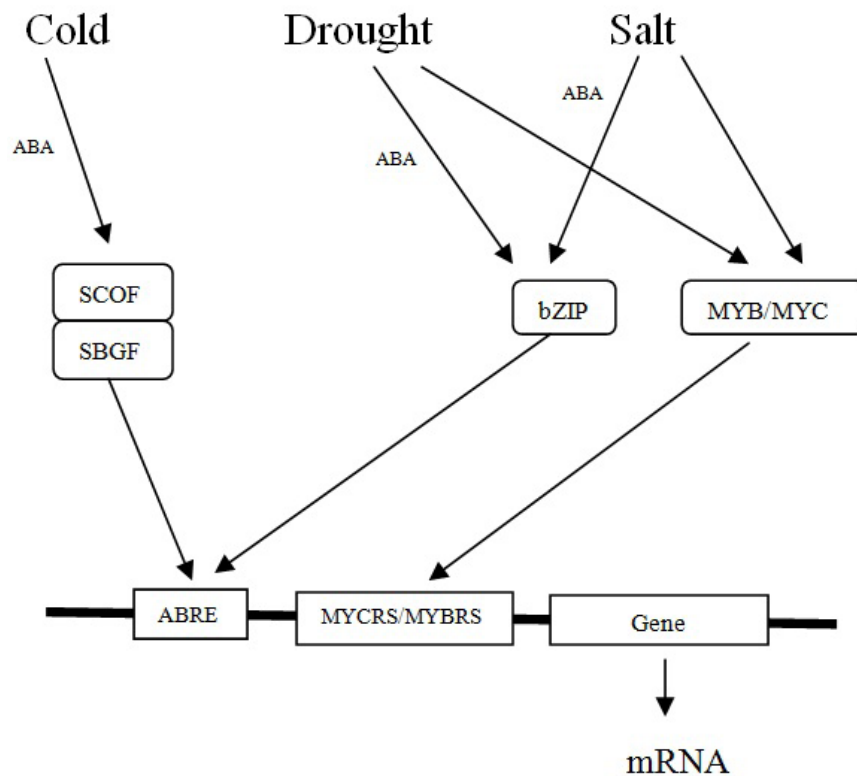 Cold Drought Salt
ABA
ABA
ABA
SCOF
SBGF
bZIP
MYB/MYC
ABRE
MYCRS/MYBRS
Gene
mRNA